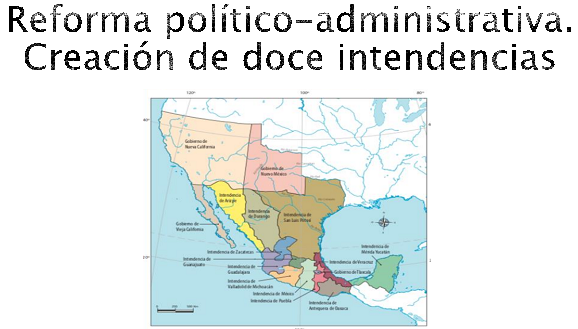 Reforma político-administrativa.
Creación de doce intendencias
120°
80°
40°
Gobierno de
Nueva California
Gobierno de
Nuevo México
Intendencia
de Arizpe
Intendencia
de Durango
Intendencia de
San Luis Potosí
Gobierno de
Vieja California
Intendencia de
Mérida Yucatán
Intendencia de Zacatecas
Intendencia de
Guanajuato
Intendencia de Veracruz
Intendencia de
Guadalajara
Gobierno de Tlaxcala
Intendencia de
Valladolid de Michoacán
Intendencia de México
Intendencia de Puebla
Intendencia de
Antequera de Oaxaca